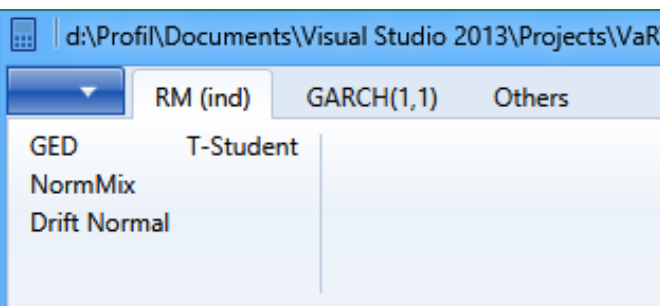 d:\Profil\Documents\Visual Studio 2013\Projects\VaR
RM (ind) GARCH(1,1) Others
GED T-Student
NormMix
Drift Normal